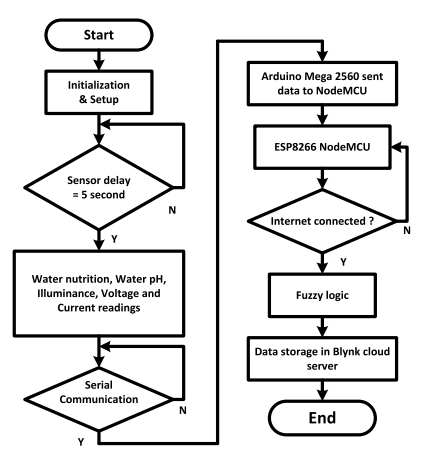 Start
Initialization
& Setup
Sensor delay
= 5 second
N
Y
Water nutrition, Water pH,
Illuminance, Voltage and
Current readings
Serial
Communication
N
Y
Arduino Mega 2560 sent
data to NodeMCU
ESP8266 NodeMCU
Internet connected ?
N
Y
Fuzzy logic
Data storage in Blynk cloud
server
End